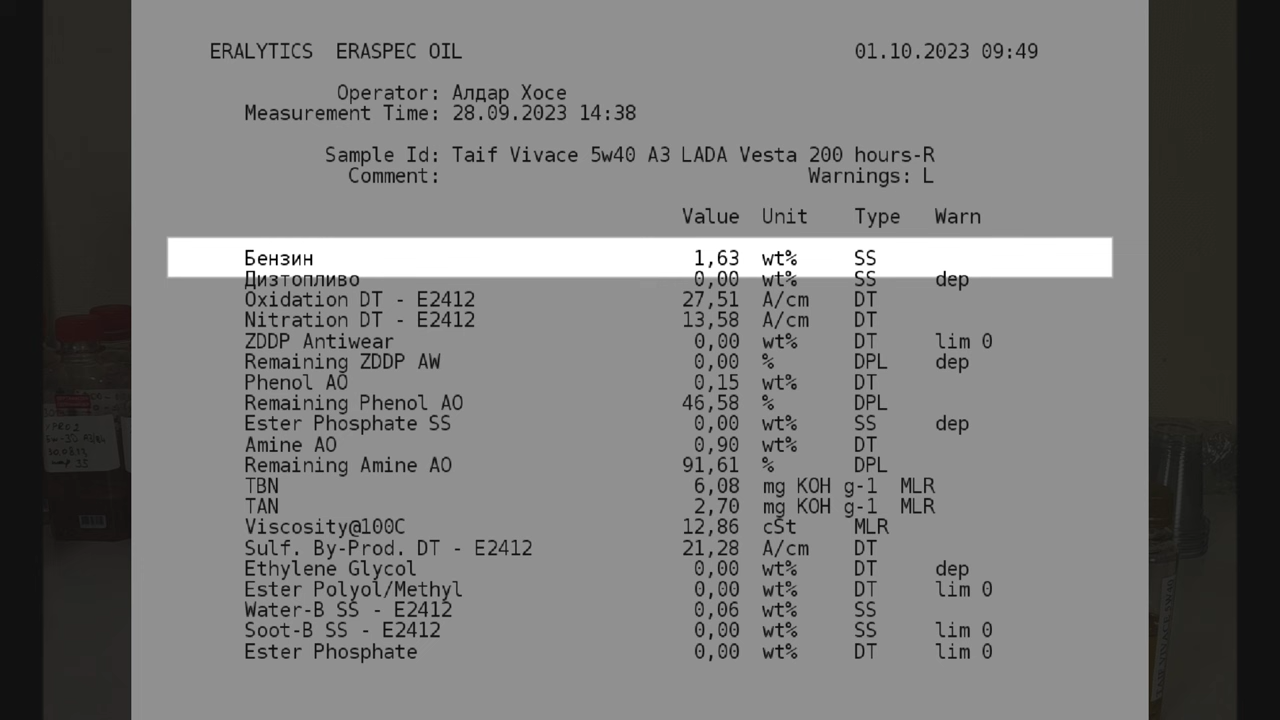 ERALYTICS ERASPEC OIL 01.10.2023 09:49
Operator: Алдар Хосе
Measurement Time: 28.09.2023 14:38
Sample Id: Taif Vivace 5w40 A3 LADA Vesta 200 hours-R
Comment: Warnings: L
Value Unit Type Warn
Бензин 1,63 wt% SS
Дизтопливо 0,00 wt% SS dep
Oxidation DT - E2412 27,51 A/cm DT
Nitration DT - E2412 13,58 A/cm DT
ZDDP Antiwear 0,00 wt% DT lim 0
Remaining ZDDP AW 0,00 % DPL dep
Phenol AO 0,15 wt% DT
Remaining Phenol AO 46,58 % DPL
Ester Phosphate SS 0,00 wt% SS dep
Amine AO 0,90 wt% DT
Remaining Amine AO 91,61 % DPL
TBN 6,08 mg KOH g-1 MLR
TAN 2,70 mg KOH g-1 MLR
Viscosity@100C 12,86 cSt MLR
Sulf. By-Prod. DT - E2412 21,28 A/cm DT
Ethylene Glycol 0,00 wt% DT dep
Ester Polyol/Methyl 0,00 wt% DT lim 0
Water-B SS - E2412 0,06 wt% SS
Soot-B SS - E2412 0,00 wt% SS lim 0
Ester Phosphate 0,00 wt% DT lim 0